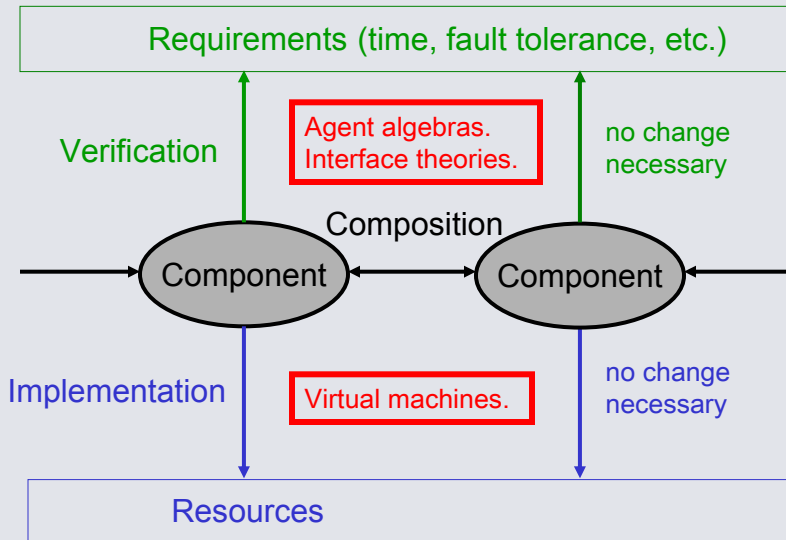 Requirements (time, fault tolerance, etc.)
Verification
Agent algebras.
Interface theories.
no change
necessary
Composition
Component
Component
Implementation
Virtual machines.
no change
necessary
Resources